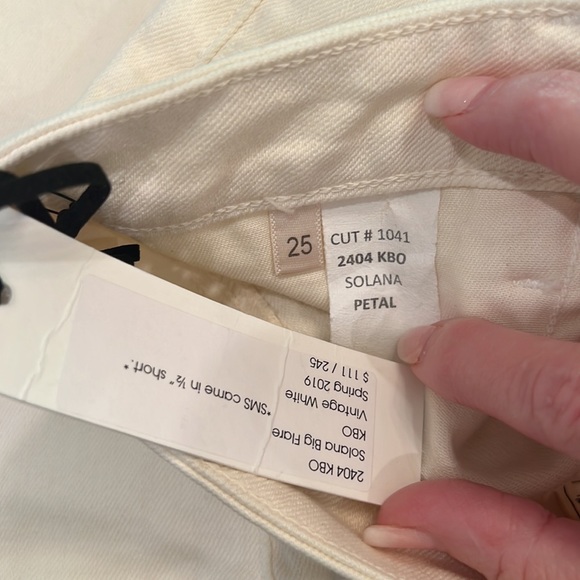 25
CUT # 1041
2404 KBO
SOLANA
PETAL
2404 KBO
Solana Big Flare
KBO
Vintage White
Spring 2019
$ 111 / 245
*SMS came in ½" short.*